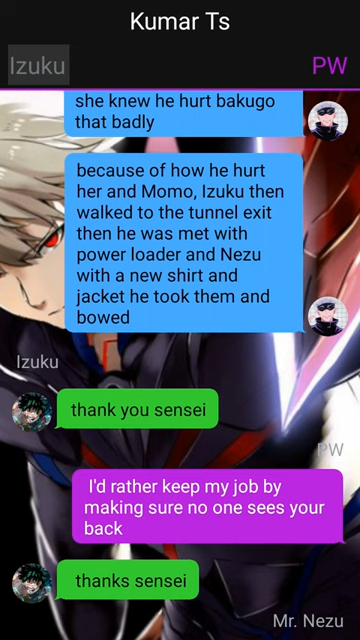 Kumar Ts
Izuku
PW
she knew he hurt bakugo
that badly
because of how he hurt
her and Momo, Izuku then
walked to the tunnel exit
then he was met with
power loader and Nezu
with a new shirt and
jacket he took them and
bowed
Izuku
thank you sensei
PW
I'd rather keep my job by
making sure no one sees your
back
thanks sensei
Mr. Nezu